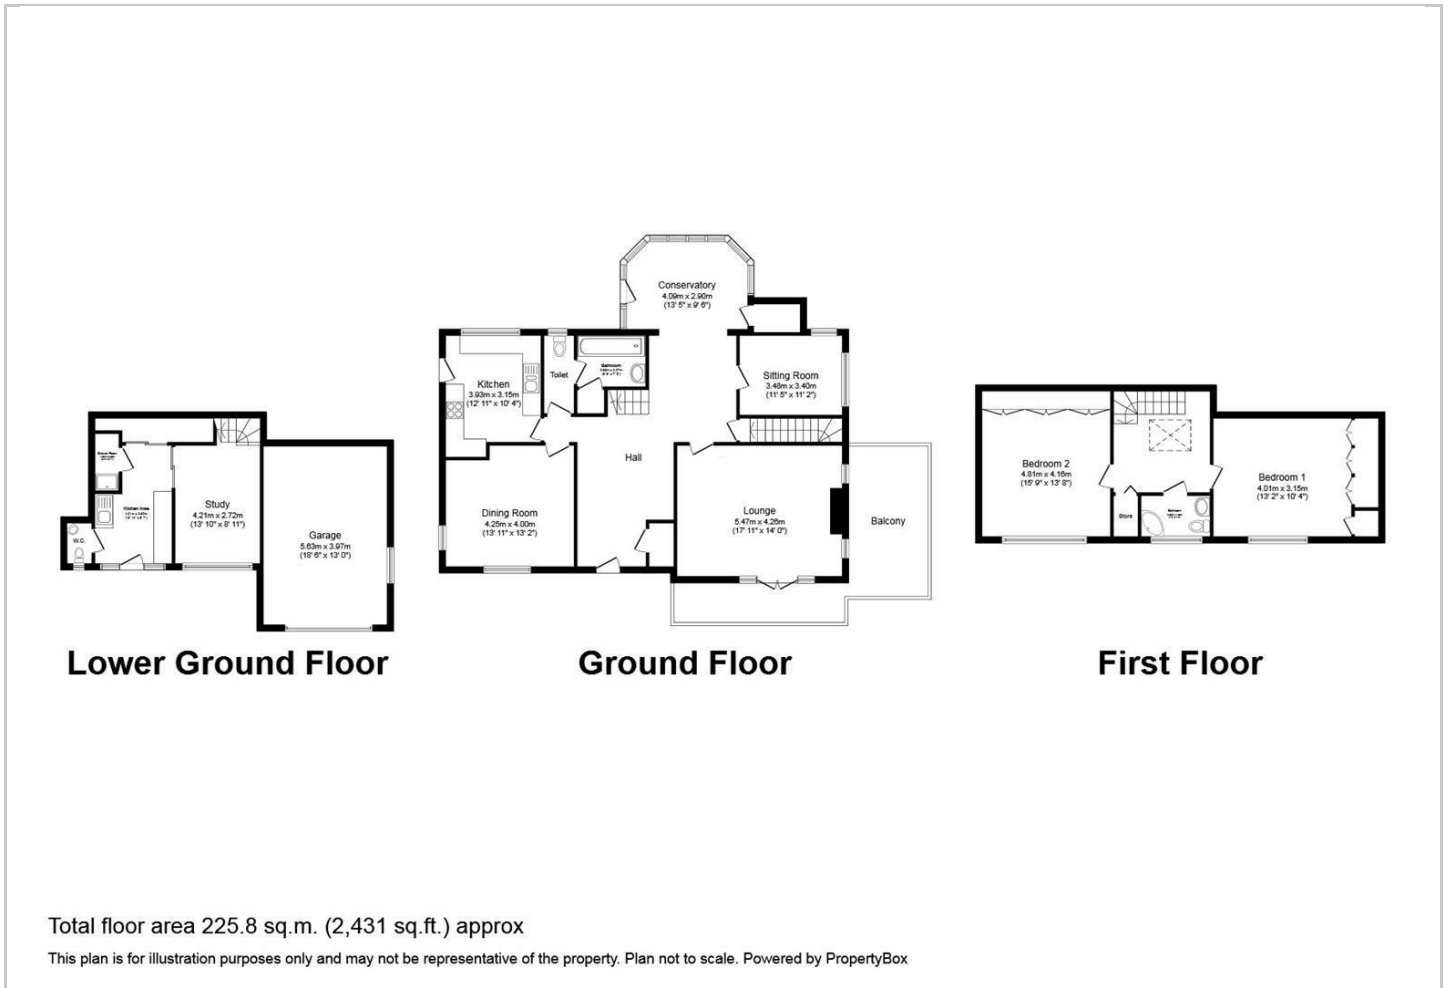 Conservatory
4.09m x 2.90m
(13' 5" x 9' 6")
Kitchen
3.93m x 3.15m
(12' 11" x 10' 4")
Toilet
Bathroom
Sitting Room
3.48m x 3.40m
(11' 5" x 11' 2")
Hall
Dining Room
4.25m x 4.00m
(13' 11" x 13' 2")
Lounge
5.47m x 4.26m
(17' 11" x 14' 0")
Balcony
Kitchen Area
W.C.
Study
4.21m x 2.72m
(13' 10" x 8' 11")
Garage
5.63m x 3.97m
(18' 6" x 13' 0")
Bedroom 2
4.81m x 4.16m
(15' 9" x 13' 8")
Store
Bathroom
Bedroom 1
4.01m x 3.15m
(13' 2" x 10' 4")
Lower Ground Floor
Ground Floor
First Floor
Total floor area 225.8 sq.m. (2,431 sq.ft.) approx
This plan is for illustration purposes only and may not be representative of the property. Plan not to scale. Powered by PropertyBox